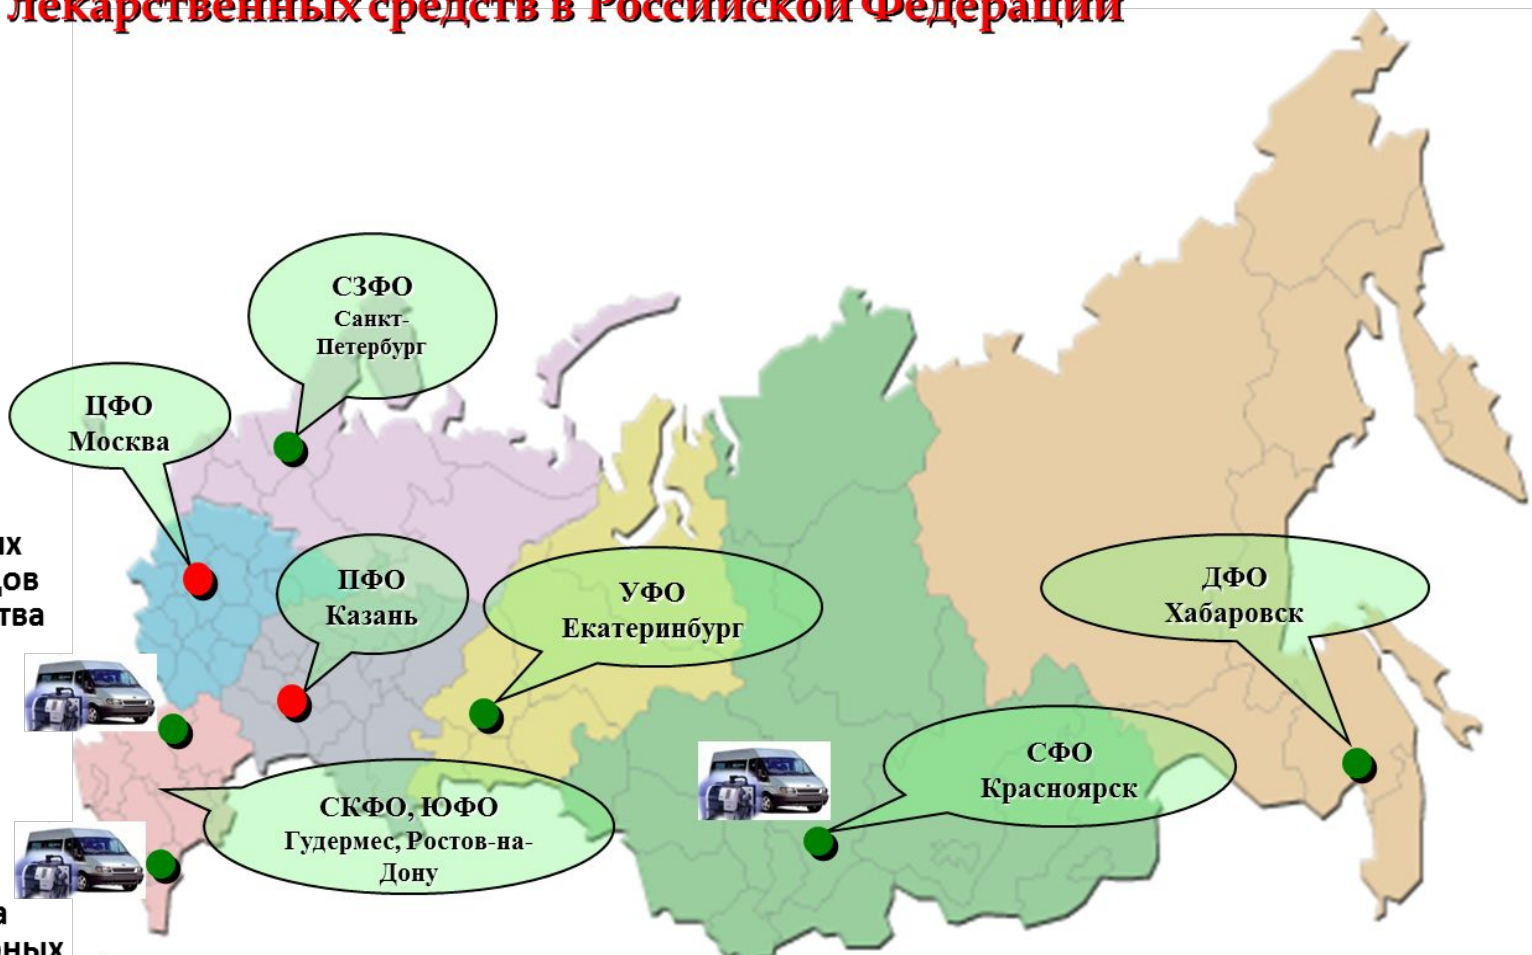 лекарственных средств в Российской Федерации
СЗФО
Санкт-
Петербург
ЦФО
Москва
ПФО
Казань
УФО
Екатеринбург
ДФО
Хабаровск
СФО
Красноярск
СКФО, ЮФО
Гудермес, Ростов-на-
Дону